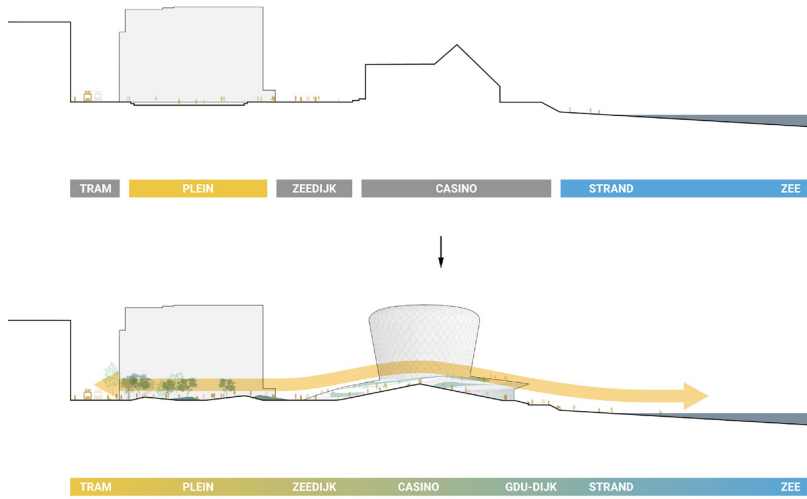 TRAM PLEIN ZEEDIJK CASINO STRAND ZEE
TRAM PLEIN ZEEDIJK CASINO GDU-DIJK STRAND ZEE